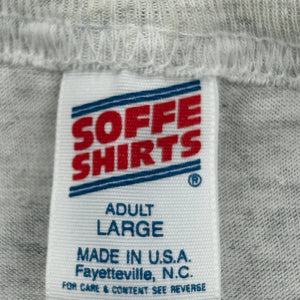 SOFFE
SHIRTS®
ADULT
LARGE
MADE IN U.S.A.
Fayetteville, N.C.
FOR CARE & CONTENT SEE REVERSE